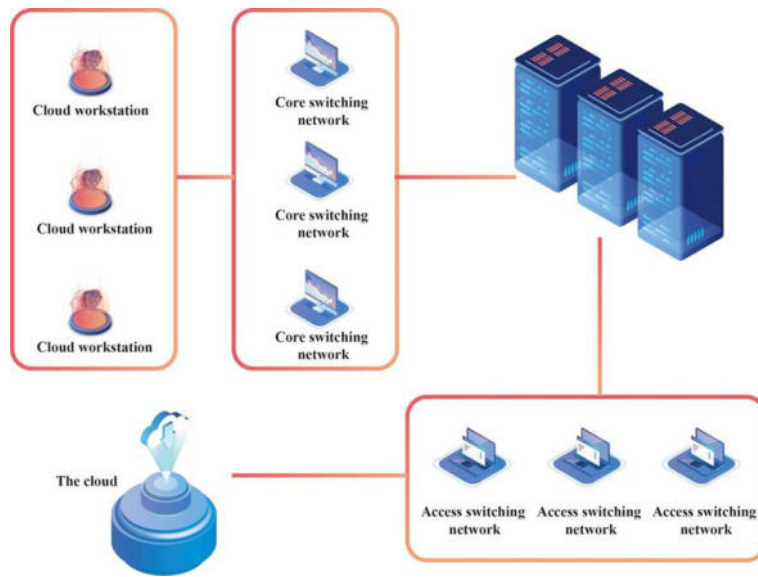 Cloud workstation
Cloud workstation
Cloud workstation
Core switching
network
Core switching
network
Core switching
network
The cloud
Access switching
network
Access switching
network
Access switching
network